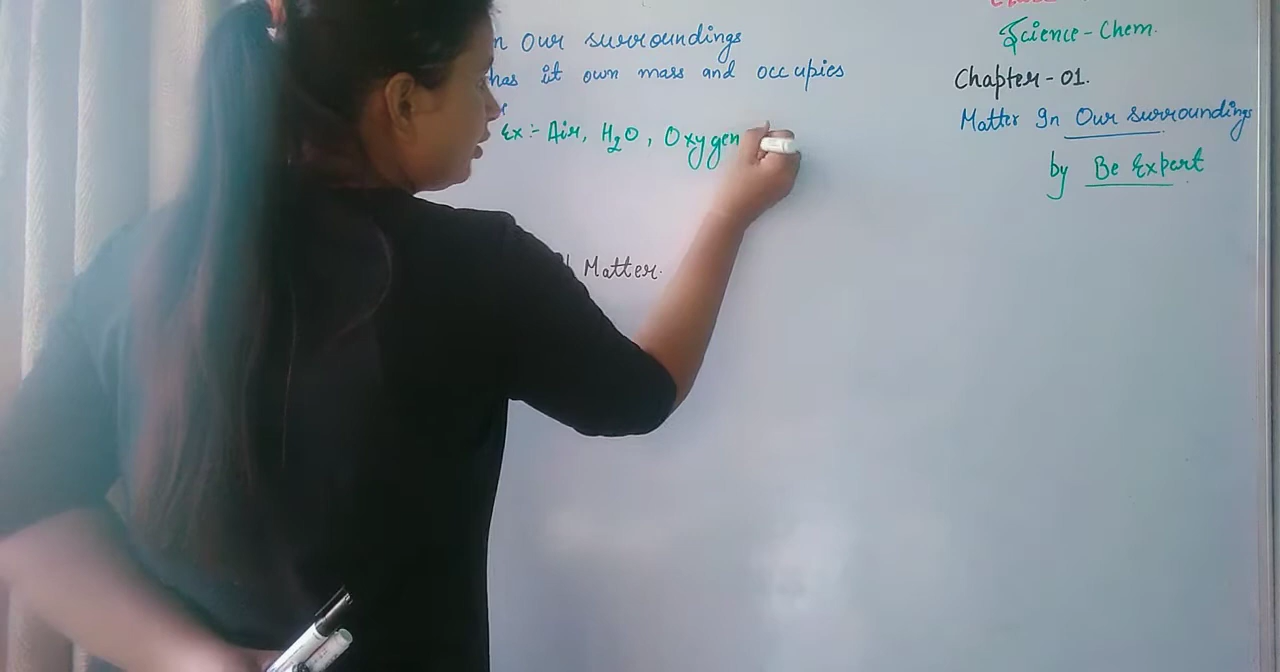 Our surroundings
has it own mass and occupies
Ex :- Air, H₂O, Oxygen
Matter.
Science - Chem.
Chapter - 01.
Matter In Our Surroundings
by Be Expert